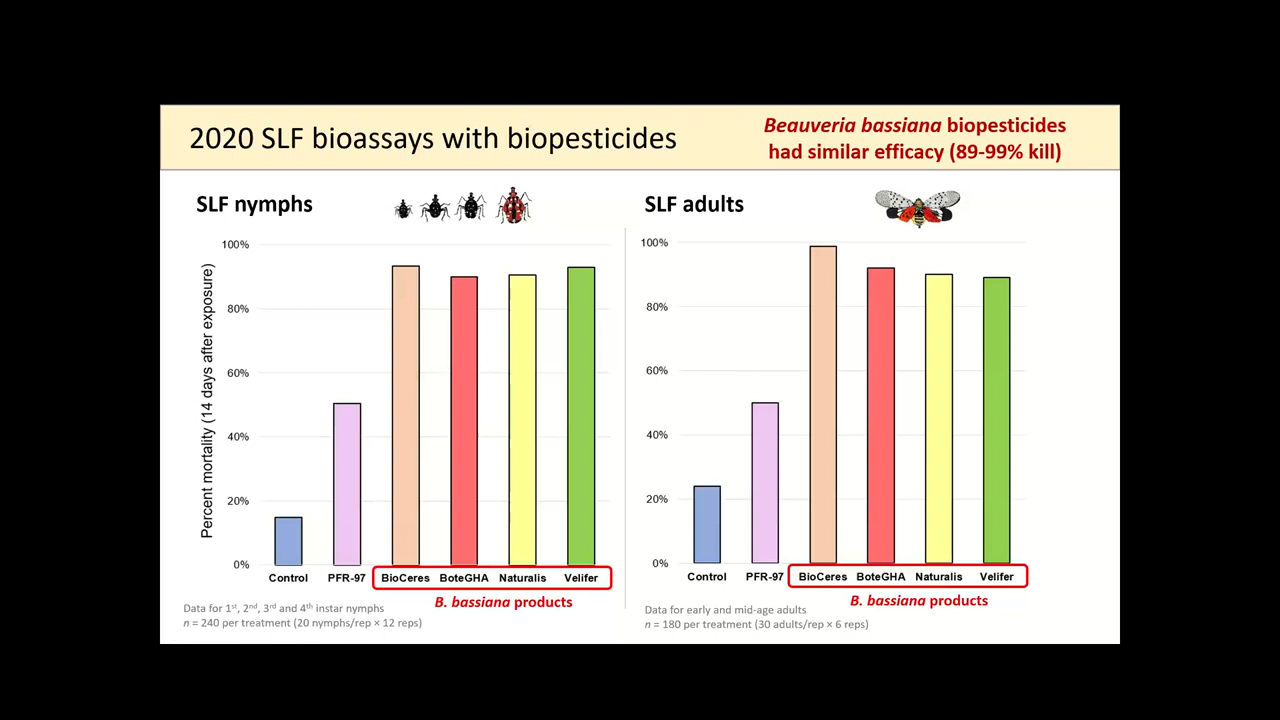 2020 SLF bioassays with biopesticides
Beauveria bassiana biopesticides
had similar efficacy (89-99% kill)
SLF nymphs
Percent mortality (14 days after exposure)
100%
80%
60%
40%
20%
0%
Control PFR-97 BioCeres BoteGHA Naturalis Velifer
B. bassiana products
Data for 1st, 2nd, 3rd and 4th instar nymphs
n = 240 per treatment (20 nymphs/rep × 12 reps)
SLF adults
100%
80%
60%
40%
20%
0%
Control PFR-97 BioCeres BoteGHA Naturalis Velifer
B. bassiana products
Data for early and mid-age adults
n = 180 per treatment (30 adults/rep × 6 reps)